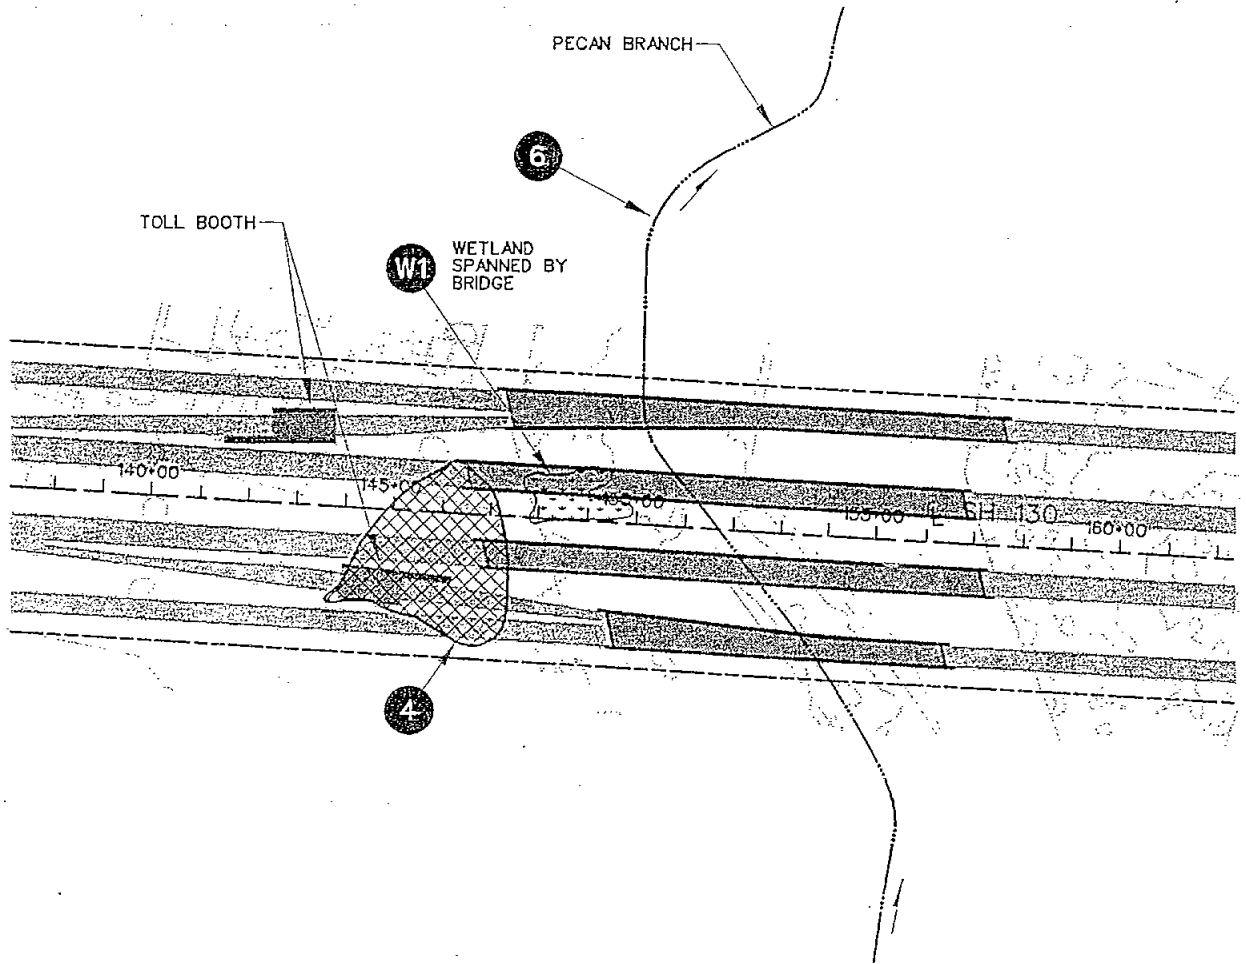 PECAN BRANCH
6
TOLL BOOTH
W1
WETLAND
SPANNED BY
BRIDGE
140+00
145+00
155+00
SH 130
160+00
4